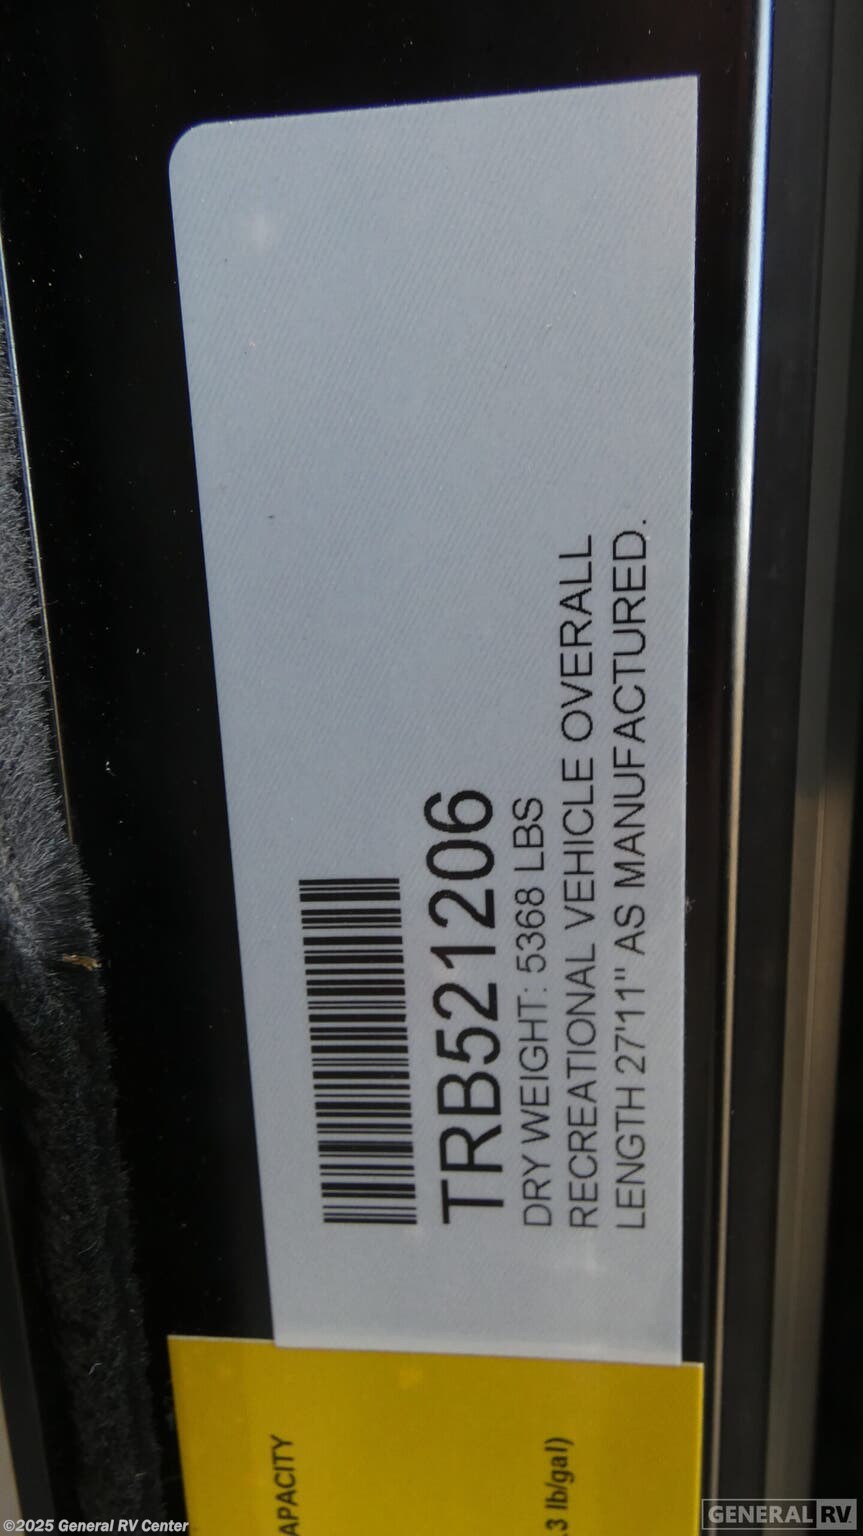 TRB521206
DRY WEIGHT: 5368 LBS
RECREATIONAL VEHICLE OVERALL
LENGTH 27'11" AS MANUFACTURED.
APACITY
.3 lb/gal)
©2025 General RV Center
GENERAL RV